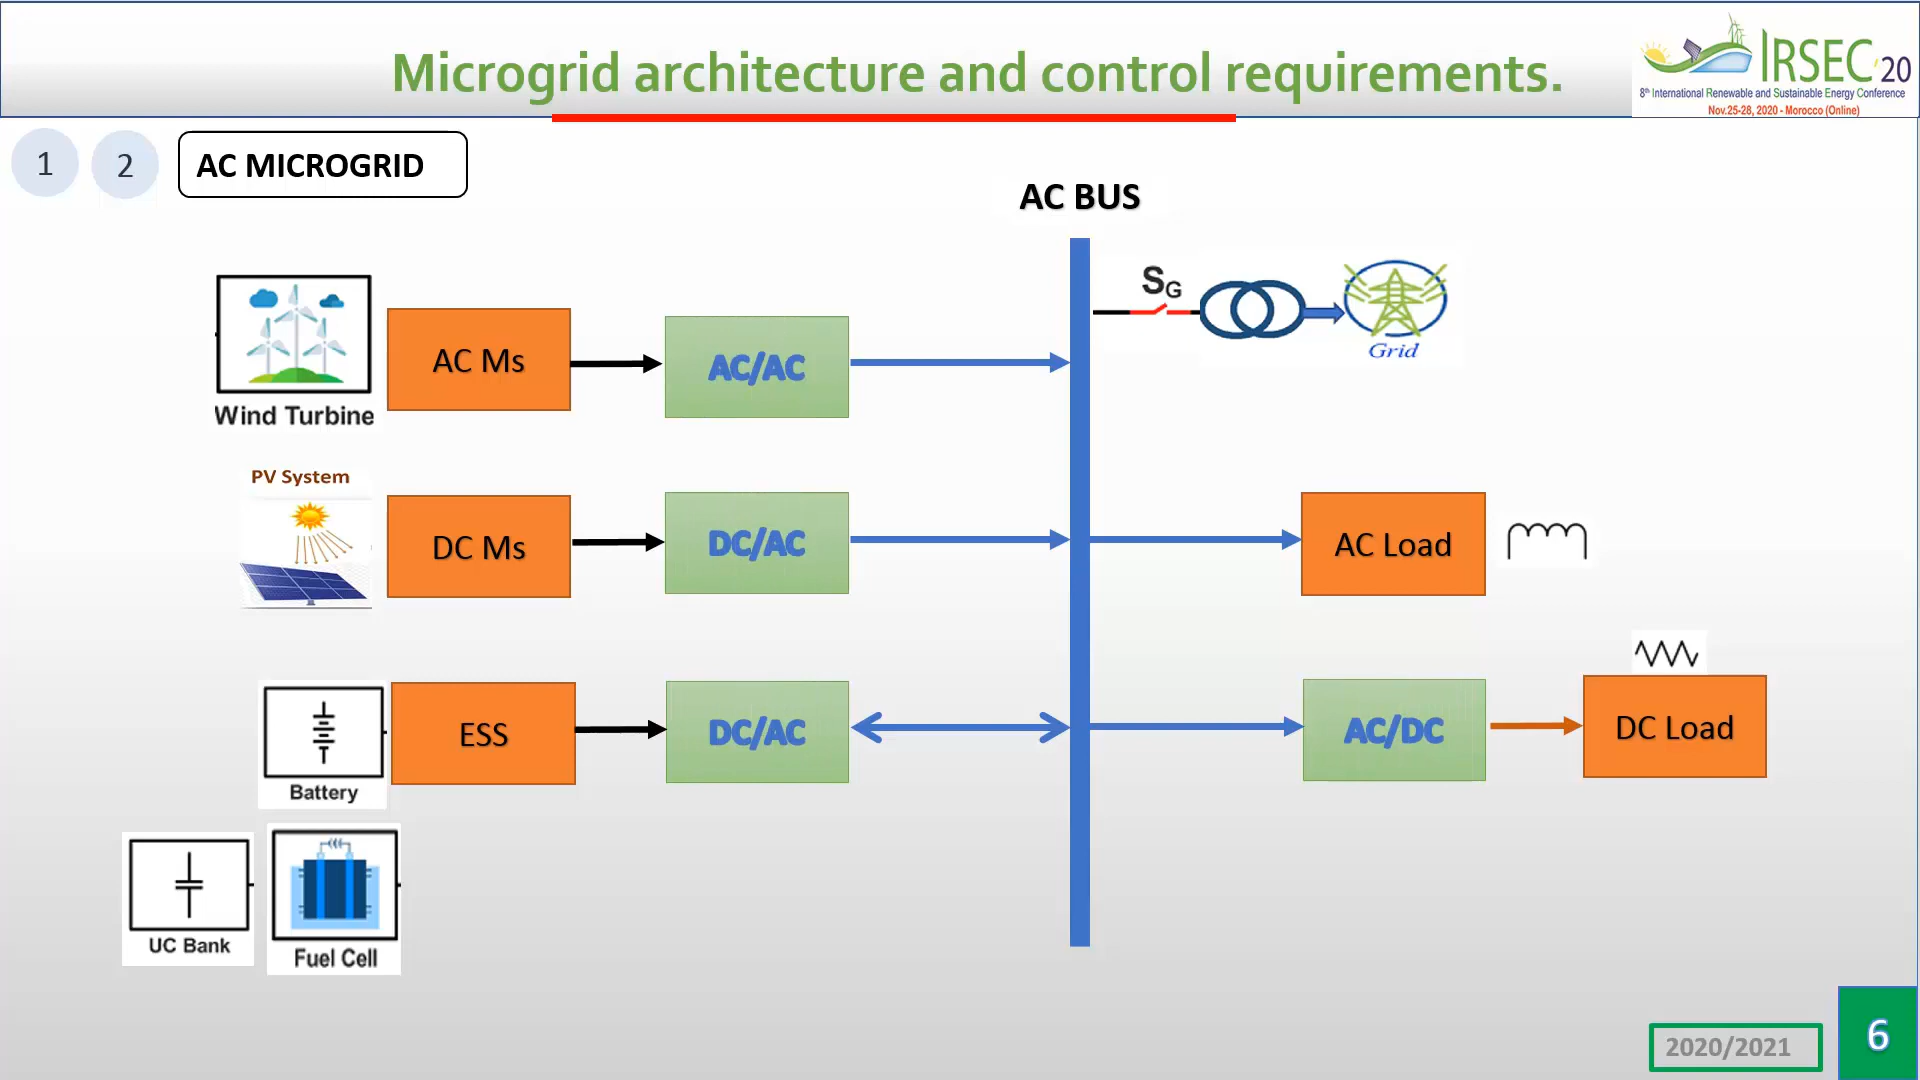 Microgrid architecture and control requirements.
IRSEC'20
8th International Renewable and Sustainable Energy Conference
Nov.25-28, 2020 - Morocco (Online)
1
2
AC MICROGRID
AC BUS
SG
Grid
Wind Turbine
AC Ms
AC/AC
PV System
DC Ms
DC/AC
AC Load
ESS
DC/AC
AC/DC
DC Load
Battery
UC Bank
Fuel Cell
2020/2021
6